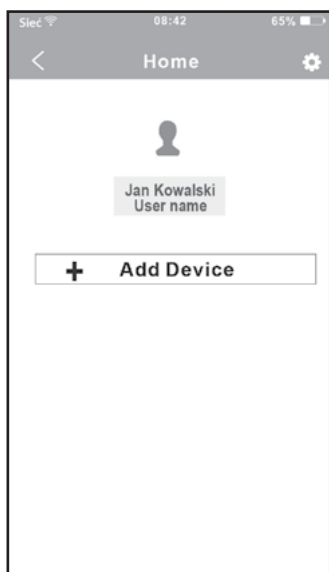 Sieć 08:42 65%
Home
Jan Kowalski
User name
+ Add Device